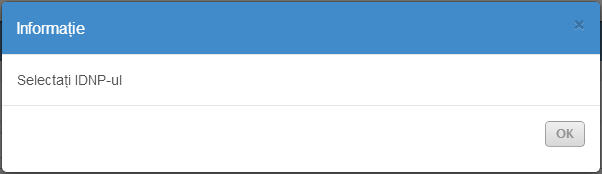 Informație
×
Selectați IDNP-ul
OK